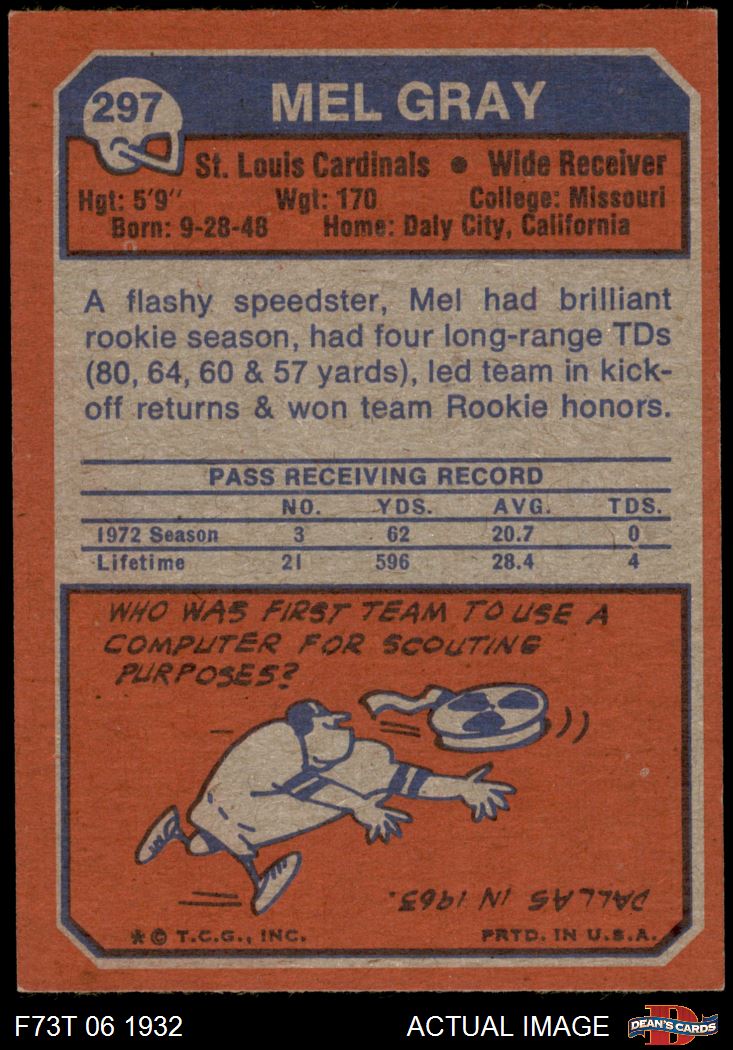 297
MEL GRAY
St. Louis Cardinals • Wide Receiver
Hgt: 5'9" Wgt: 170 College: Missouri
Born: 9-28-48 Home: Daly City, California
A flashy speedster, Mel had brilliant
rookie season, had four long-range TDs
(80, 64, 60 & 57 yards), led team in kick-
off returns & won team Rookie honors.
PASS RECEIVING RECORD
NO. YDS. AVG. TDS.
1972 Season 3 62 20.7 0
Lifetime 21 596 28.4 4
WHO WAS FIRST TEAM TO USE A
COMPUTER FOR SCOUTING
PURPOSES?
DALLAS IN 1963.
* © T.C.G., INC. PRTD. IN U.S.A.
F73T 06 1932 ACTUAL IMAGE
D
DEAN'S CARDS